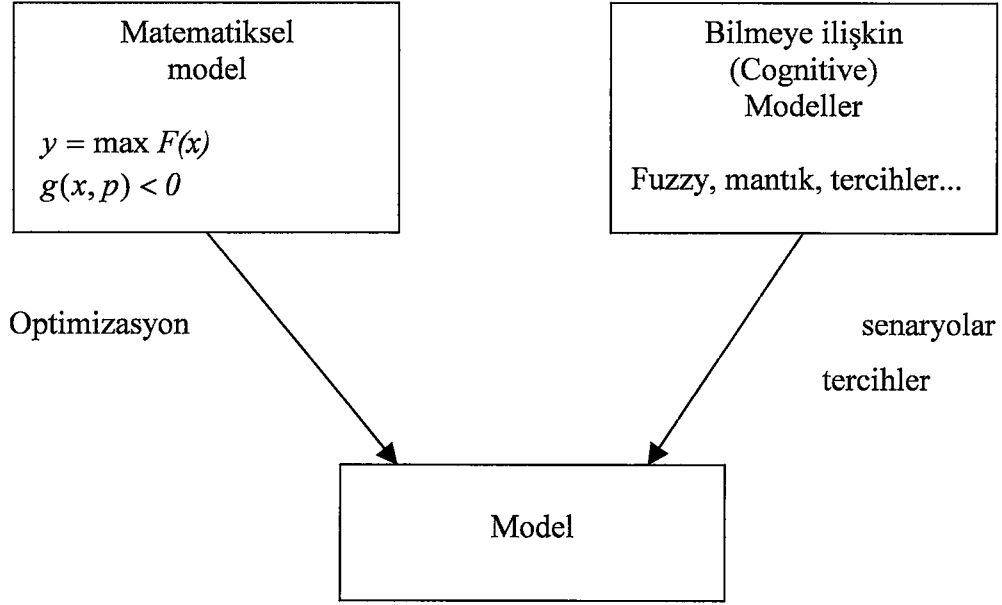 Matematiksel
model
y = max F(x)
g(x, p) < 0
Bilmeye ilişkin
(Cognitive)
Modeller
Fuzzy, mantık, tercihler...
Optimizasyon
senaryolar
tercihler
Model